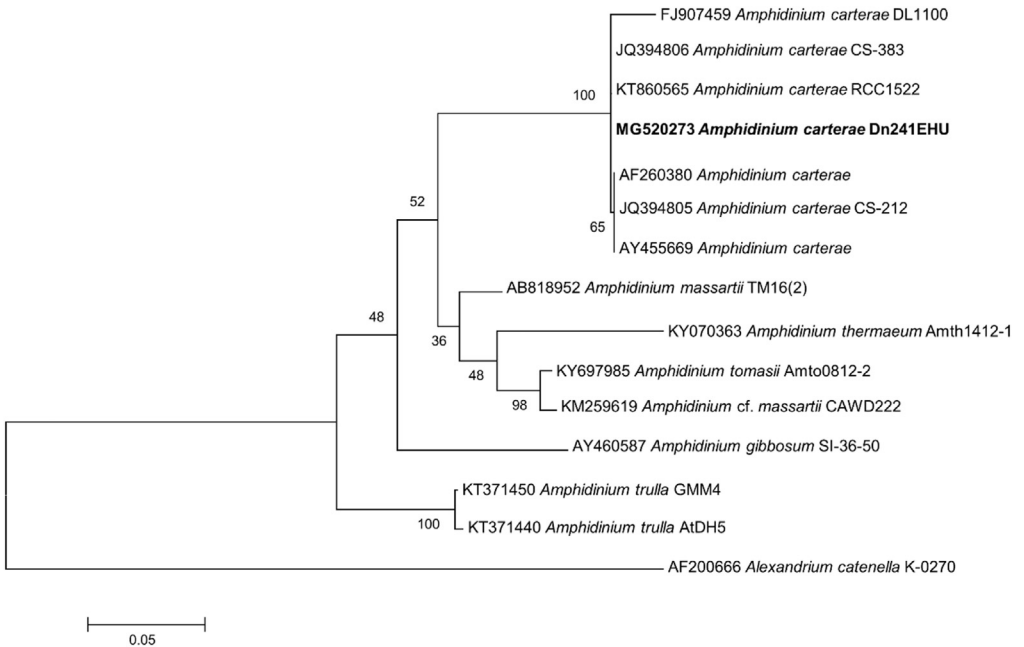 FJ907459 Amphidinium carterae DL1100
JQ394806 Amphidinium carterae CS-383
KT860565 Amphidinium carterae RCC1522
100
MG520273 Amphidinium carterae Dn241EHU
AF260380 Amphidinium carterae
52
JQ394805 Amphidinium carterae CS-212
65
AY455669 Amphidinium carterae
AB818952 Amphidinium massartii TM16(2)
48
KY070363 Amphidinium thermaeum Amth1412-1
36
KY697985 Amphidinium tomasii Amto0812-2
48
KM259619 Amphidinium cf. massartii CAWD222
98
AY460587 Amphidinium gibbosum SI-36-50
KT371450 Amphidinium trulla GMM4
100
KT371440 Amphidinium trulla AtDH5
AF200666 Alexandrium catenella K-0270
0.05